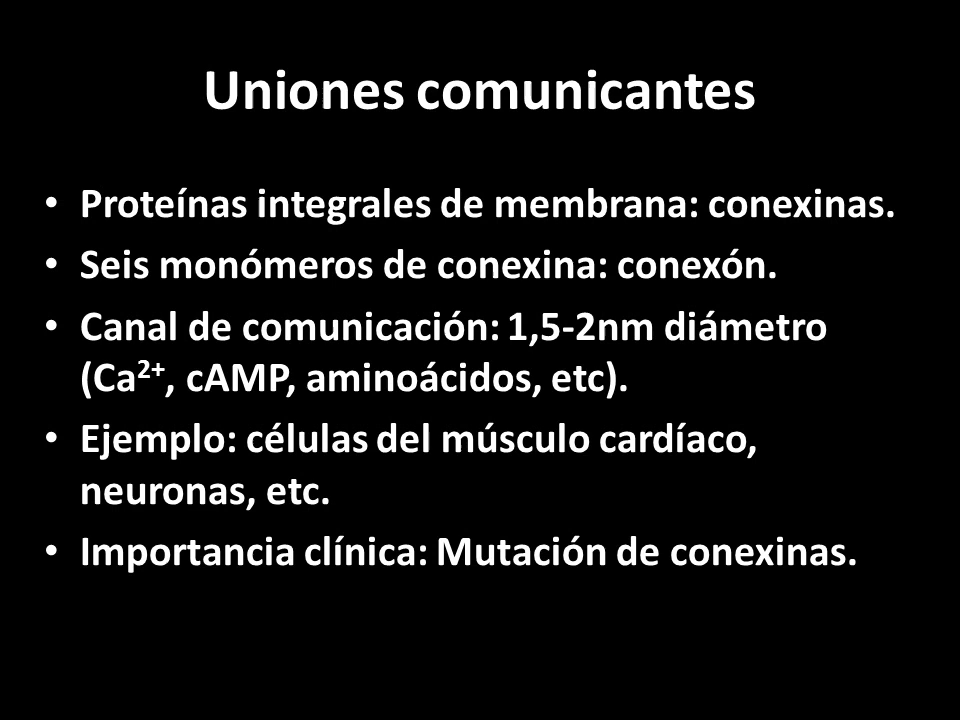 Uniones comunicantes
• Proteínas integrales de membrana: conexinas.
• Seis monómeros de conexina: conexón.
• Canal de comunicación: 1,5-2nm diámetro
(Ca²⁺, cAMP, aminoácidos, etc).
• Ejemplo: células del músculo cardíaco,
neuronas, etc.
• Importancia clínica: Mutación de conexinas.